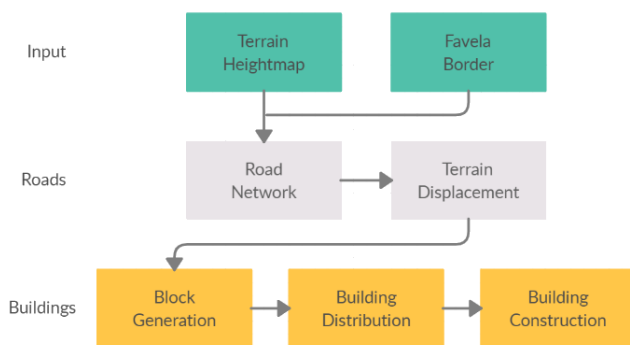 Input
Terrain
Heightmap
Favela
Border
Roads
Road
Network
Terrain
Displacement
Buildings
Block
Generation
Building
Distribution
Building
Construction